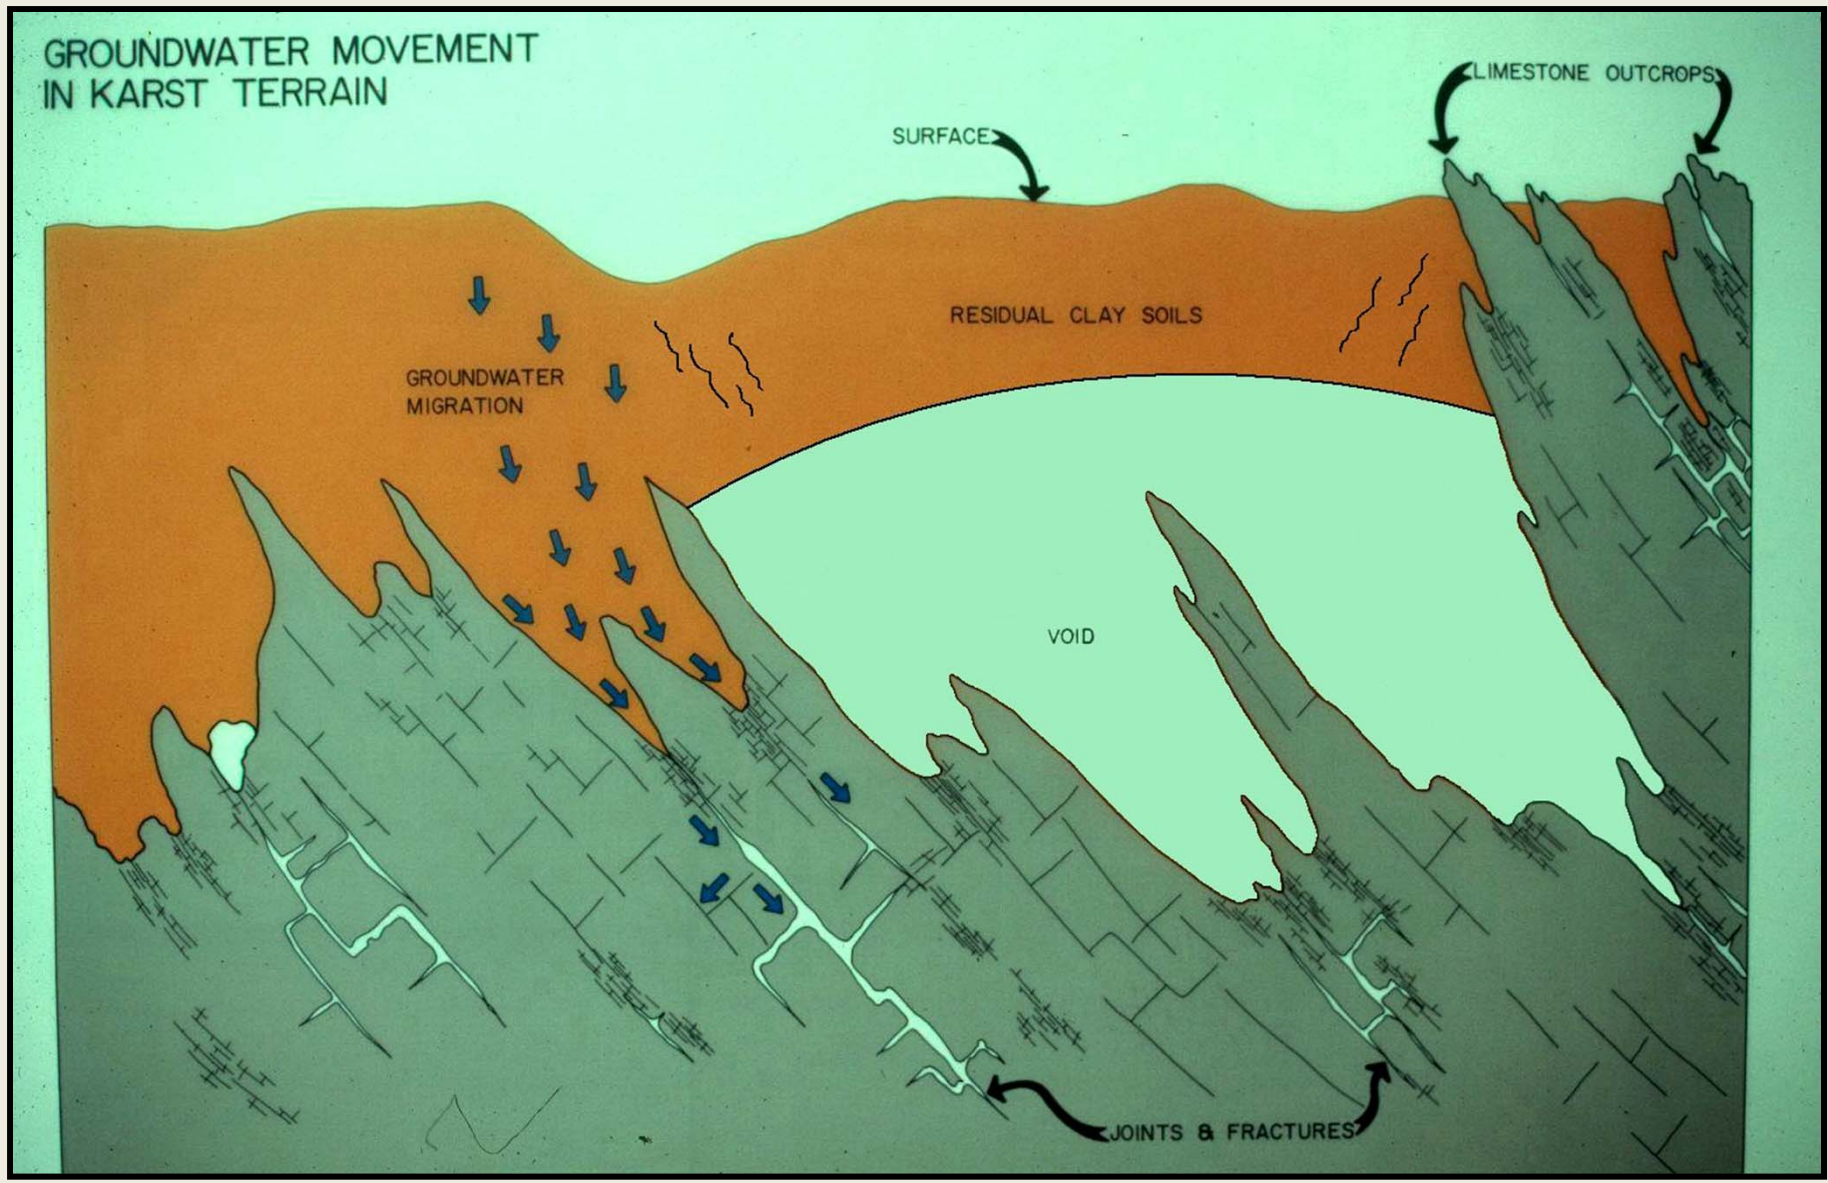 GROUNDWATER MOVEMENT
IN KARST TERRAIN
LIMESTONE OUTCROPS
SURFACE
RESIDUAL CLAY SOILS
GROUNDWATER
MIGRATION
VOID
JOINTS & FRACTURES